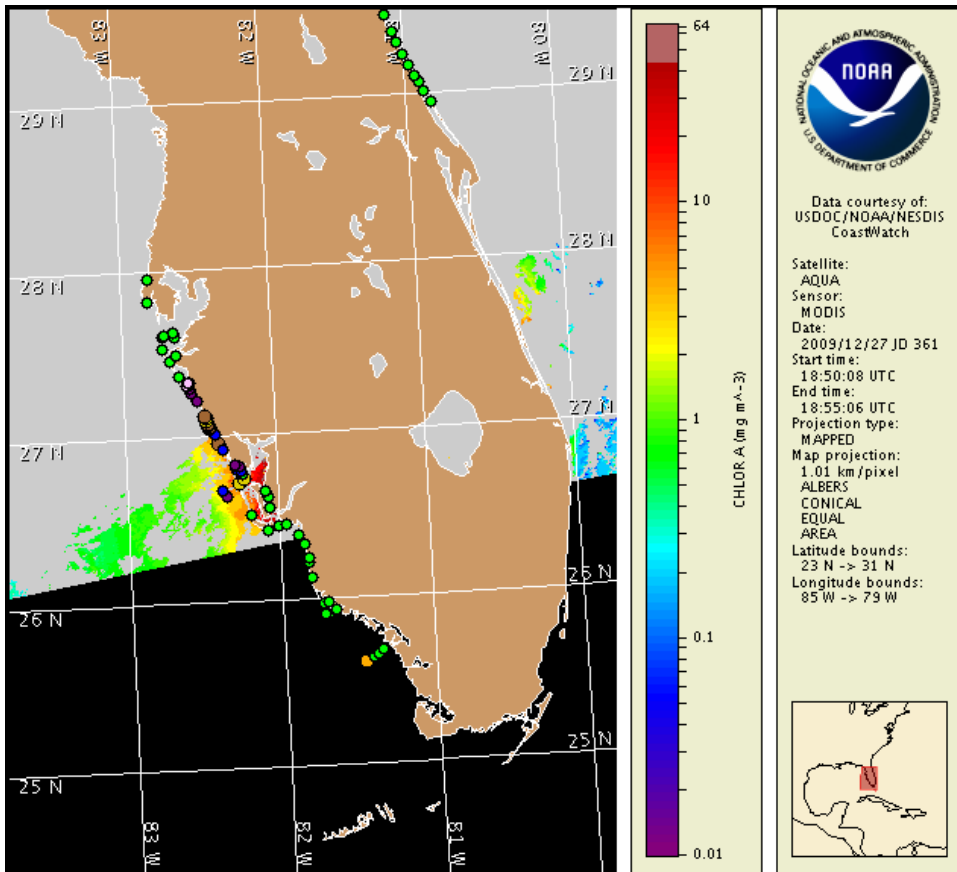 83 W
82 W
81 W
80 W
29 N
29 N
28 N
28 N
27 N
27 N
26 N
26 N
25 N
25 N
83 W
82 W
81 W
64
10
1
0.1
0.01
CHLOR A (mg m^-3)
NATIONAL OCEANIC AND ATMOSPHERIC ADMINISTRATION
NOAA
U.S. DEPARTMENT OF COMMERCE
Data courtesy of:
USDOC/NOAA/NESDIS
CoastWatch
Satellite:
AQUA
Sensor:
MODIS
Date:
2009/12/27 JD 361
Start time:
18:50:08 UTC
End time:
18:55:06 UTC
Projection type:
MAPPED
Map projection:
1.01 km/pixel
ALBERS
CONICAL
EQUAL
AREA
Latitude bounds:
23 N -> 31 N
Longitude bounds:
85 W -> 79 W